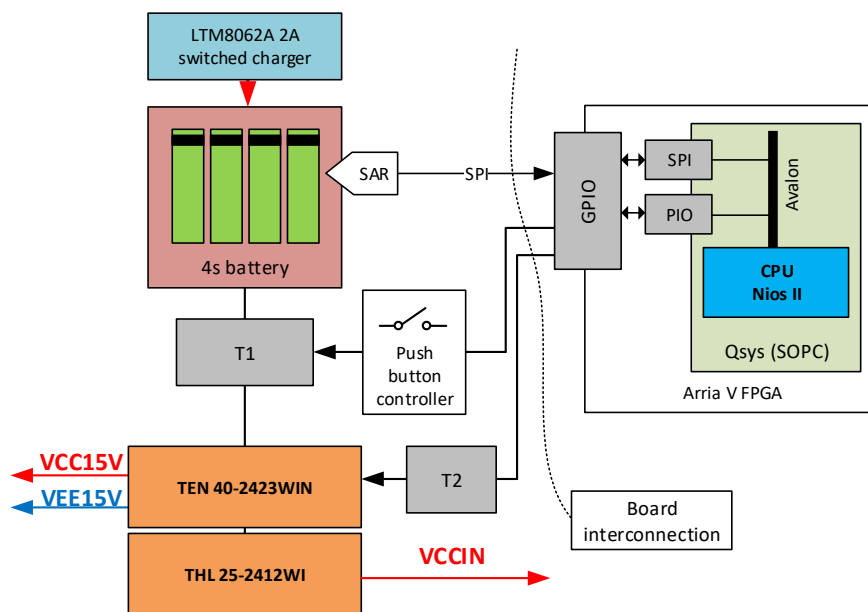 LTM8062A 2A
switched charger
4s battery
SAR
SPI
GPIO
SPI
PIO
Avalon
CPU
Nios II
Qsys (SOPC)
Arria V FPGA
T1
Push
button
controller
VCC15V
VEE15V
TEN 40-2423WIN
T2
Board
interconnection
THL 25-2412WI
VCCIN